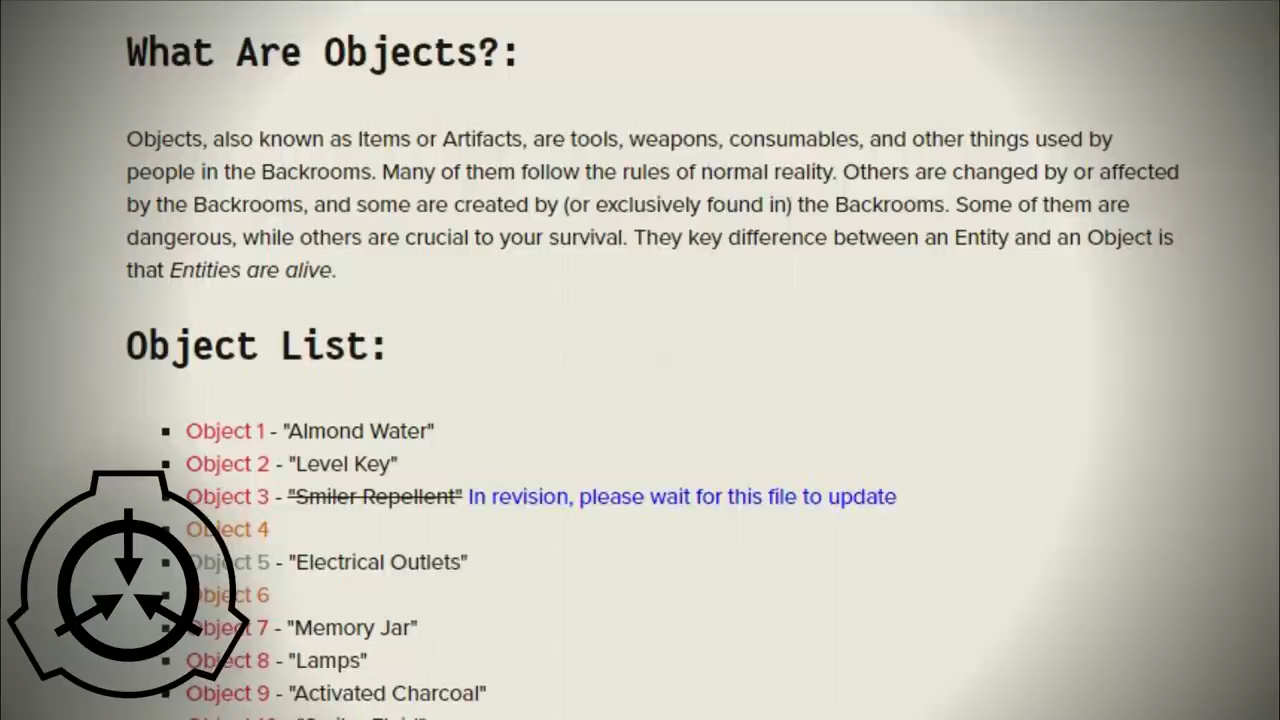 What Are Objects?:
Objects, also known as Items or Artifacts, are tools, weapons, consumables, and other things used by
people in the Backrooms. Many of them follow the rules of normal reality. Others are changed by or affected
by the Backrooms, and some are created by (or exclusively found in) the Backrooms. Some of them are
dangerous, while others are crucial to your survival. They key difference between an Entity and an Object is
that Entities are alive.
Object List:
Object 1 - "Almond Water"
Object 2 - "Level Key"
Object 3 - "Smiler Repellent" In revision, please wait for this file to update
Object 4
Object 5 - "Electrical Outlets"
Object 6
Object 7 - "Memory Jar"
Object 8 - "Lamps"
Object 9 - "Activated Charcoal"